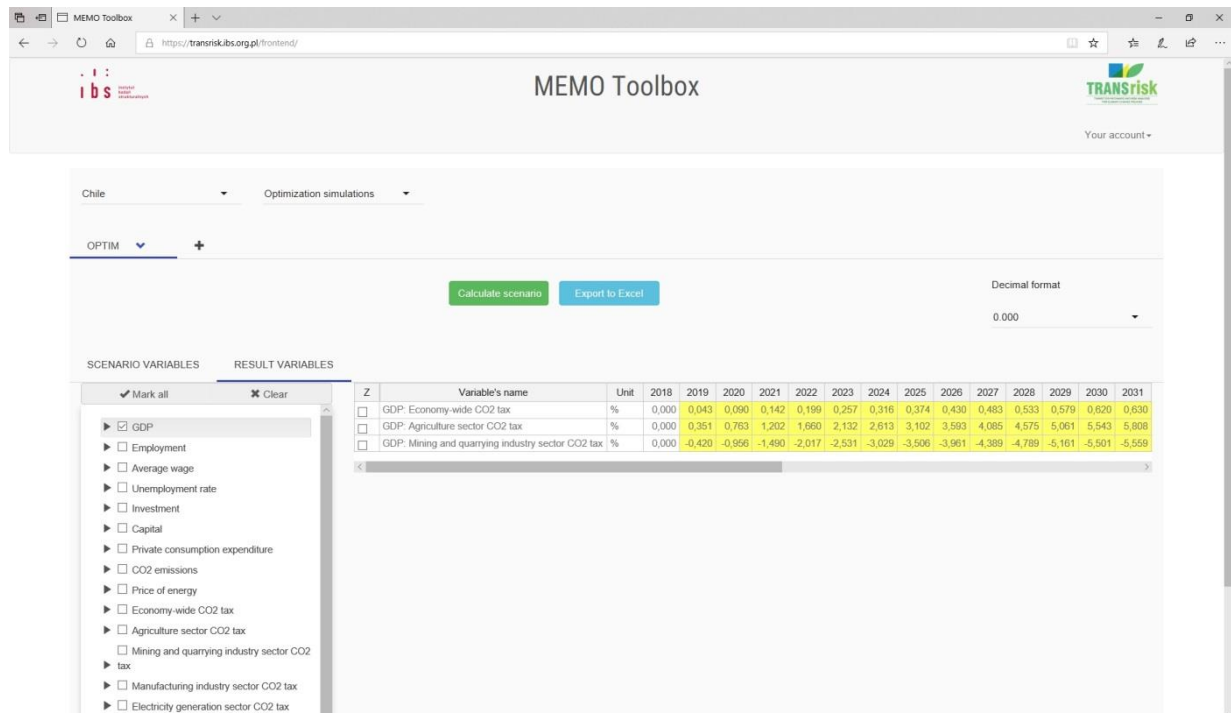 MEMO Toolbox
https://transrisk.ibs.org.pl/frontend/
ibs
MEMO Toolbox
TRANSrisk
Your account
Chile Optimization simulations
OPTIM
Calculate scenario Export to Excel
Decimal format
0.000
SCENARIO VARIABLES RESULT VARIABLES
Mark all Clear
GDP
Employment
Average wage
Unemployment rate
Investment
Capital
Private consumption expenditure
CO2 emissions
Price of energy
Economy-wide CO2 tax
Agriculture sector CO2 tax
Mining and quarrying industry sector CO2
tax
Manufacturing industry sector CO2 tax
Electricity generation sector CO2 tax
Z Variable's name Unit 2018 2019 2020 2021 2022 2023 2024 2025 2026 2027 2028 2029 2030 2031
GDP: Economy-wide CO2 tax % 0,000 0,043 0,090 0,142 0,199 0,257 0,316 0,374 0,430 0,483 0,533 0,579 0,620 0,630
GDP: Agriculture sector CO2 tax % 0,000 0,351 0,763 1,202 1,660 2,132 2,613 3,102 3,593 4,085 4,575 5,061 5,543 5,808
GDP: Mining and quarrying industry sector CO2 tax % 0,000 -0,420 -0,956 -1,490 -2,017 -2,531 -3,029 -3,506 -3,961 -4,389 -4,789 -5,161 -5,501 -5,559